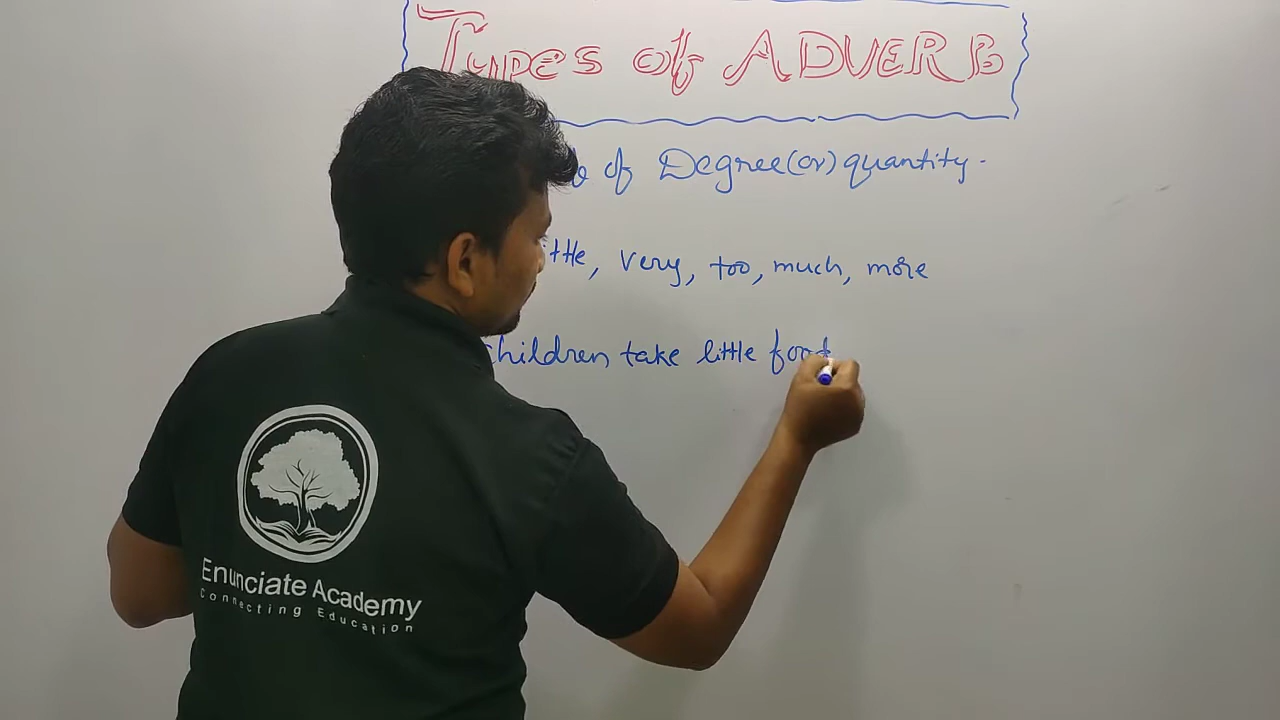 Types of ADVERB
of Degree(or) quantity.
ttle, very, too, much, more
children take little food
Enunciate Academy
Connecting Education